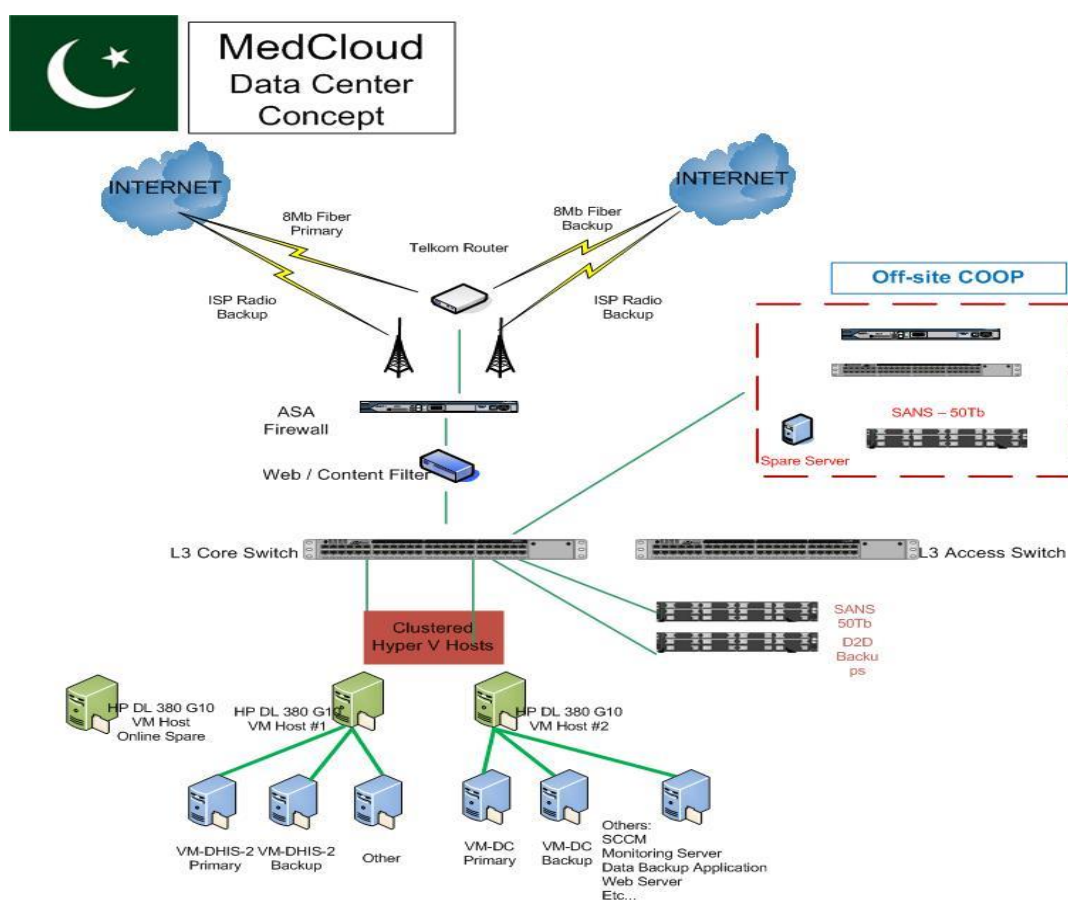 MedCloud
Data Center
Concept
INTERNET
INTERNET
8Mb Fiber
Primary
8Mb Fiber
Backup
Telkom Router
ISP Radio
Backup
ISP Radio
Backup
Off-site COOP
SANS – 50Tb
Spare Server
ASA
Firewall
Web / Content Filter
L3 Core Switch
L3 Access Switch
SANS
50Tb
D2D
Backu
ps
Clustered
Hyper V Hosts
HP DL 380 G10
VM Host
Online Spare
HP DL 380 G10
VM Host #1
HP DL 380 G10
VM Host #2
VM-DHIS-2
Primary
VM-DHIS-2
Backup
Other
VM-DC
Primary
VM-DC
Backup
Others:
SCCM
Monitoring Server
Data Backup Application
Web Server
Etc...